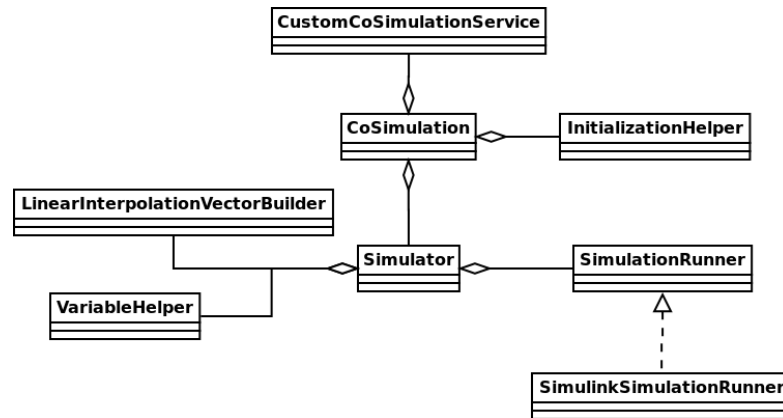 CustomCoSimulationService
CoSimulation
InitializationHelper
LinearInterpolationVectorBuilder
Simulator
SimulationRunner
VariableHelper
SimulinkSimulationRunner